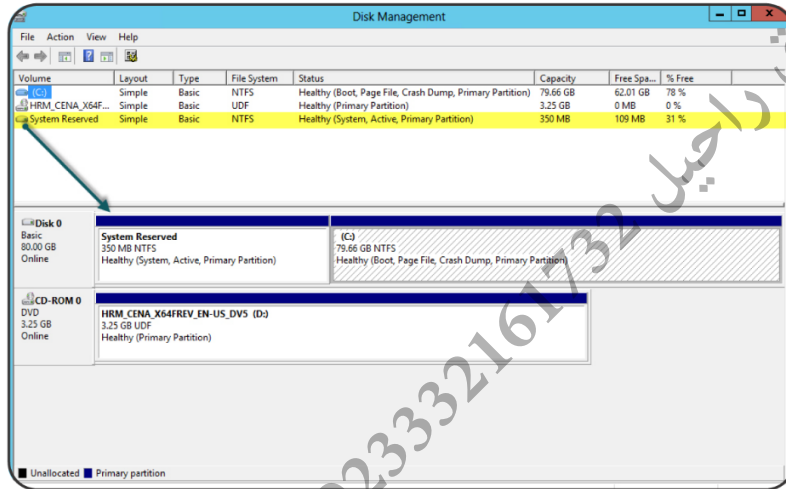 Disk Management
File Action View Help
Volume Layout Type File System Status Capacity Free Spa... % Free
(C:) Simple Basic NTFS Healthy (Boot, Page File, Crash Dump, Primary Partition) 79.66 GB 62.01 GB 78 %
HRM_CENA_X64F... Simple Basic UDF Healthy (Primary Partition) 3.25 GB 0 MB 0 %
System Reserved Simple Basic NTFS Healthy (System, Active, Primary Partition) 350 MB 109 MB 31 %
Disk 0
Basic
80.00 GB
Online
System Reserved
350 MB NTFS
Healthy (System, Active, Primary Partition)
(C:)
79.66 GB NTFS
Healthy (Boot, Page File, Crash Dump, Primary Partition)
CD-ROM 0
DVD
3.25 GB
Online
HRM_CENA_X64FREV_EN-US_DV5 (D:)
3.25 GB UDF
Healthy (Primary Partition)
Unallocated Primary partition
راحيل